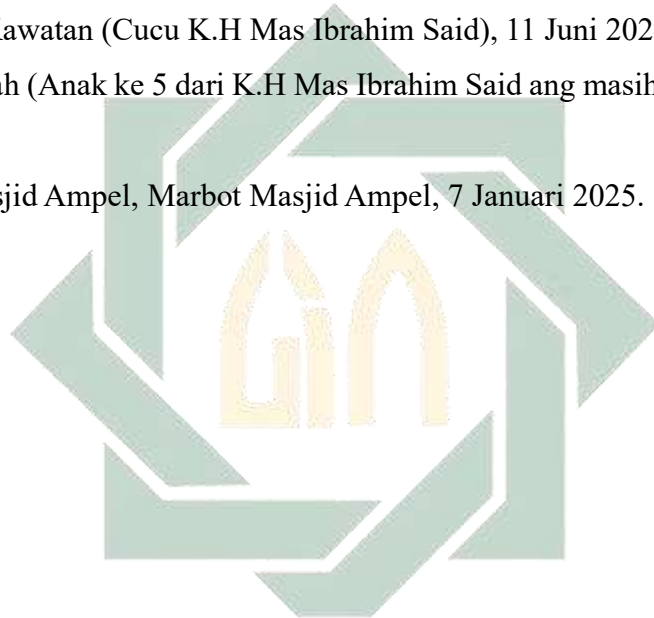 awatan (Cucu K.H Mas Ibrahim Said), 11 Juni 202
ah (Anak ke 5 dari K.H Mas Ibrahim Said ang masih
sjid Ampel, Marbot Masjid Ampel, 7 Januari 2025.